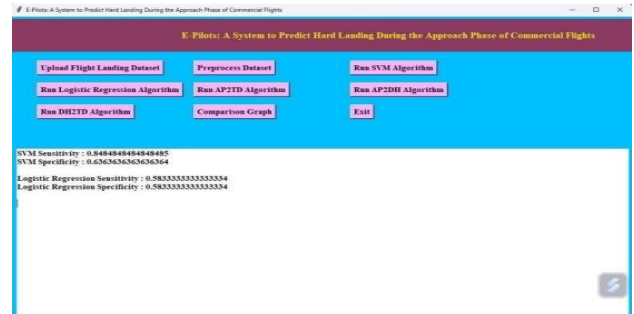 E-Pilots: A System to Predict Hard Landing During the Approach Phase of Commercial Flights
E-Pilots: A System to Predict Hard Landing During the Approach Phase of Commercial Flights
Upload Flight Landing Dataset Preprocess Dataset Run SVM Algorithm
Run Logistic Regression Algorithm Run AP2TD Algorithm Run AP2DH Algorithm
Run DH2TD Algorithm Comparison Graph Exit
SVM Sensitivity : 0.8484848484848485
SVM Specificity : 0.6363636363636364
Logistic Regression Sensitivity : 0.5833333333333334
Logistic Regression Specificity : 0.5833333333333334